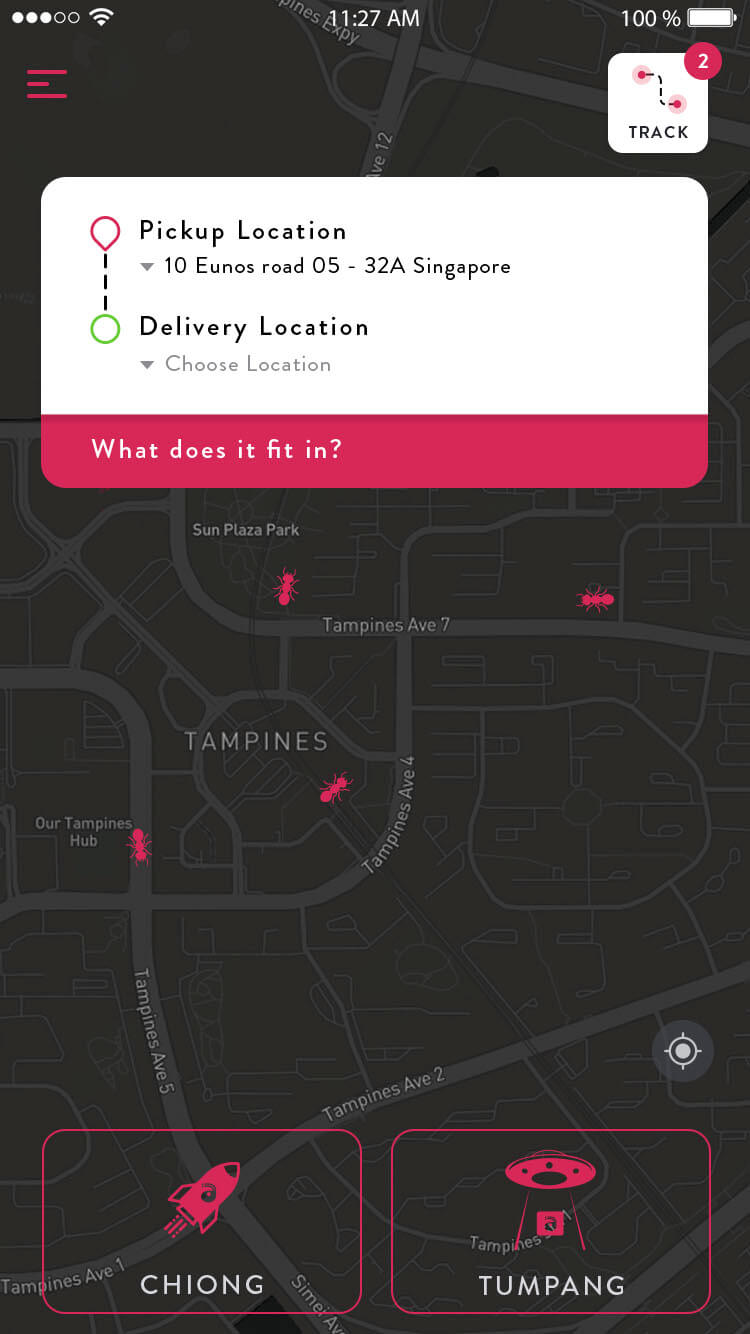 Tampines Expy
11:27 AM
100 %
2
TRACK
Ave 12
Pickup Location
10 Eunos road 05 - 32A Singapore
Delivery Location
Choose Location
What does it fit in?
Sun Plaza Park
Tampines Ave 7
TAMPINES
Tampines Ave 4
Our Tampines
Hub
Tampines Ave 5
Tampines Ave 2
Tampines
Tampines Ave 1
Simei Av
CHIONG
TUMPANG